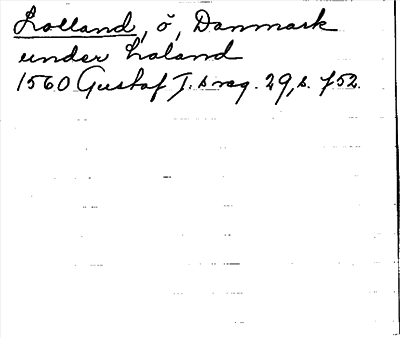 Lolland, ö, Danmark
under Laland
1560 Gustaf I. s reg. 29, s. 752.